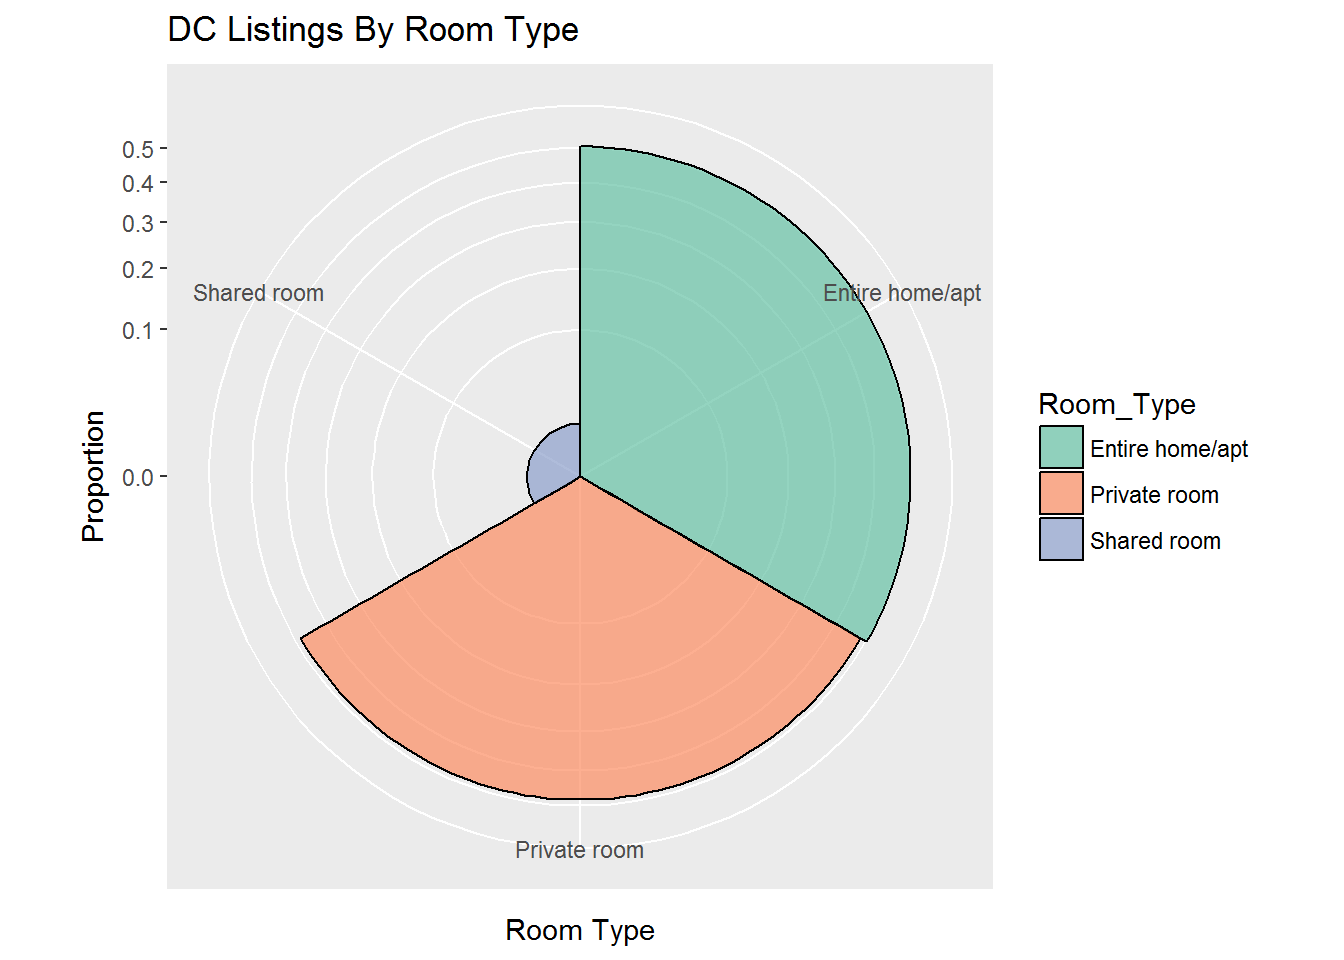 DC Listings By Room Type
0.5
0.4
0.3
0.2
0.1
0.0
Proportion
Shared room
Entire home/apt
Private room
Room Type
Room_Type
Entire home/apt
Private room
Shared room